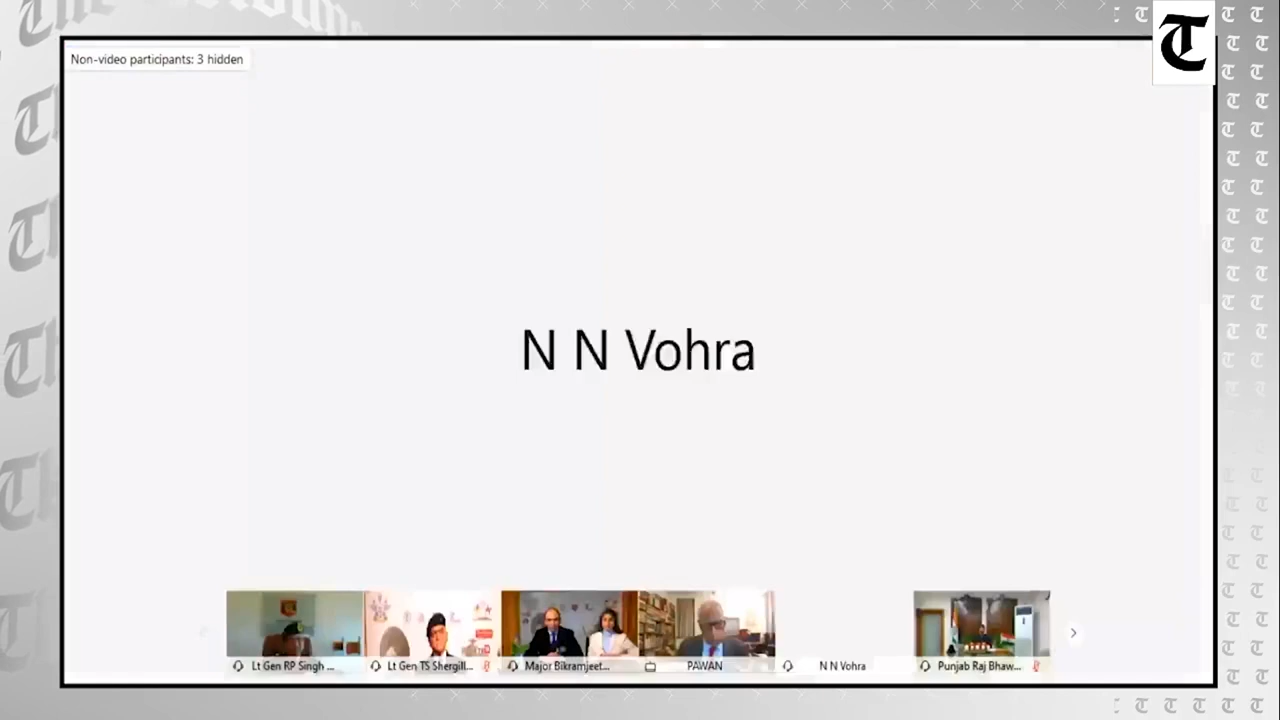 Non-video participants: 3 hidden
N N Vohra
Lt Gen RP Singh ...
Lt Gen TS Shergill...
Major Bikramjeet...
PAWAN
N N Vohra
Punjab Raj Bhaw...